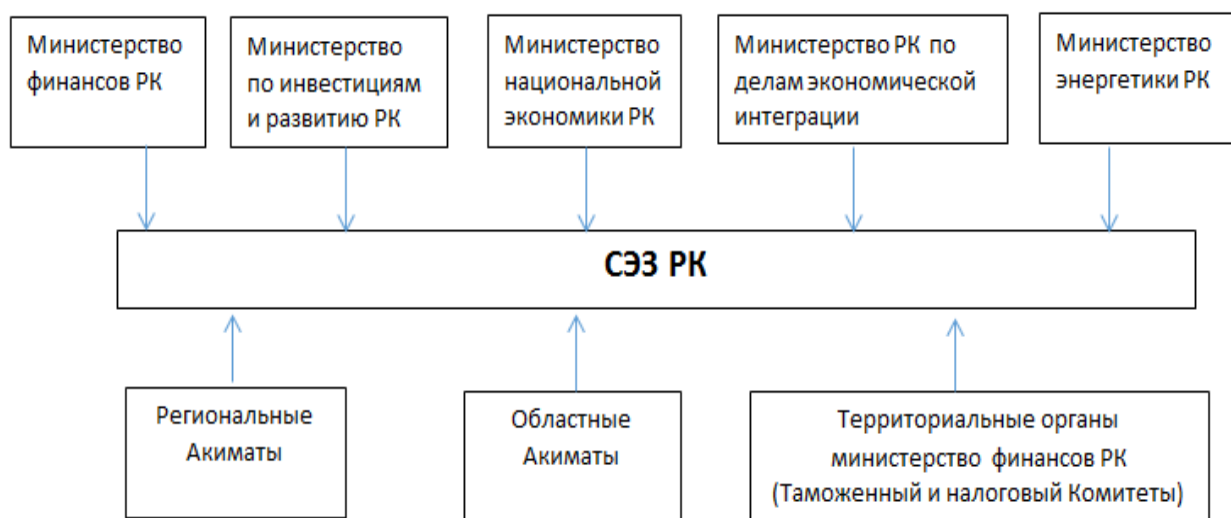 Министерство
финансов РК
Министерство
по инвестициям
и развитию РК
Министерство
национальной
экономики РК
Министерство РК по
делам экономической
интеграции
Министерство
энергетики РК
СЭЗ РК
Региональные
Акиматы
Областные
Акиматы
Территориальные органы
министерство финансов РК
(Таможенный и налоговый Комитеты)